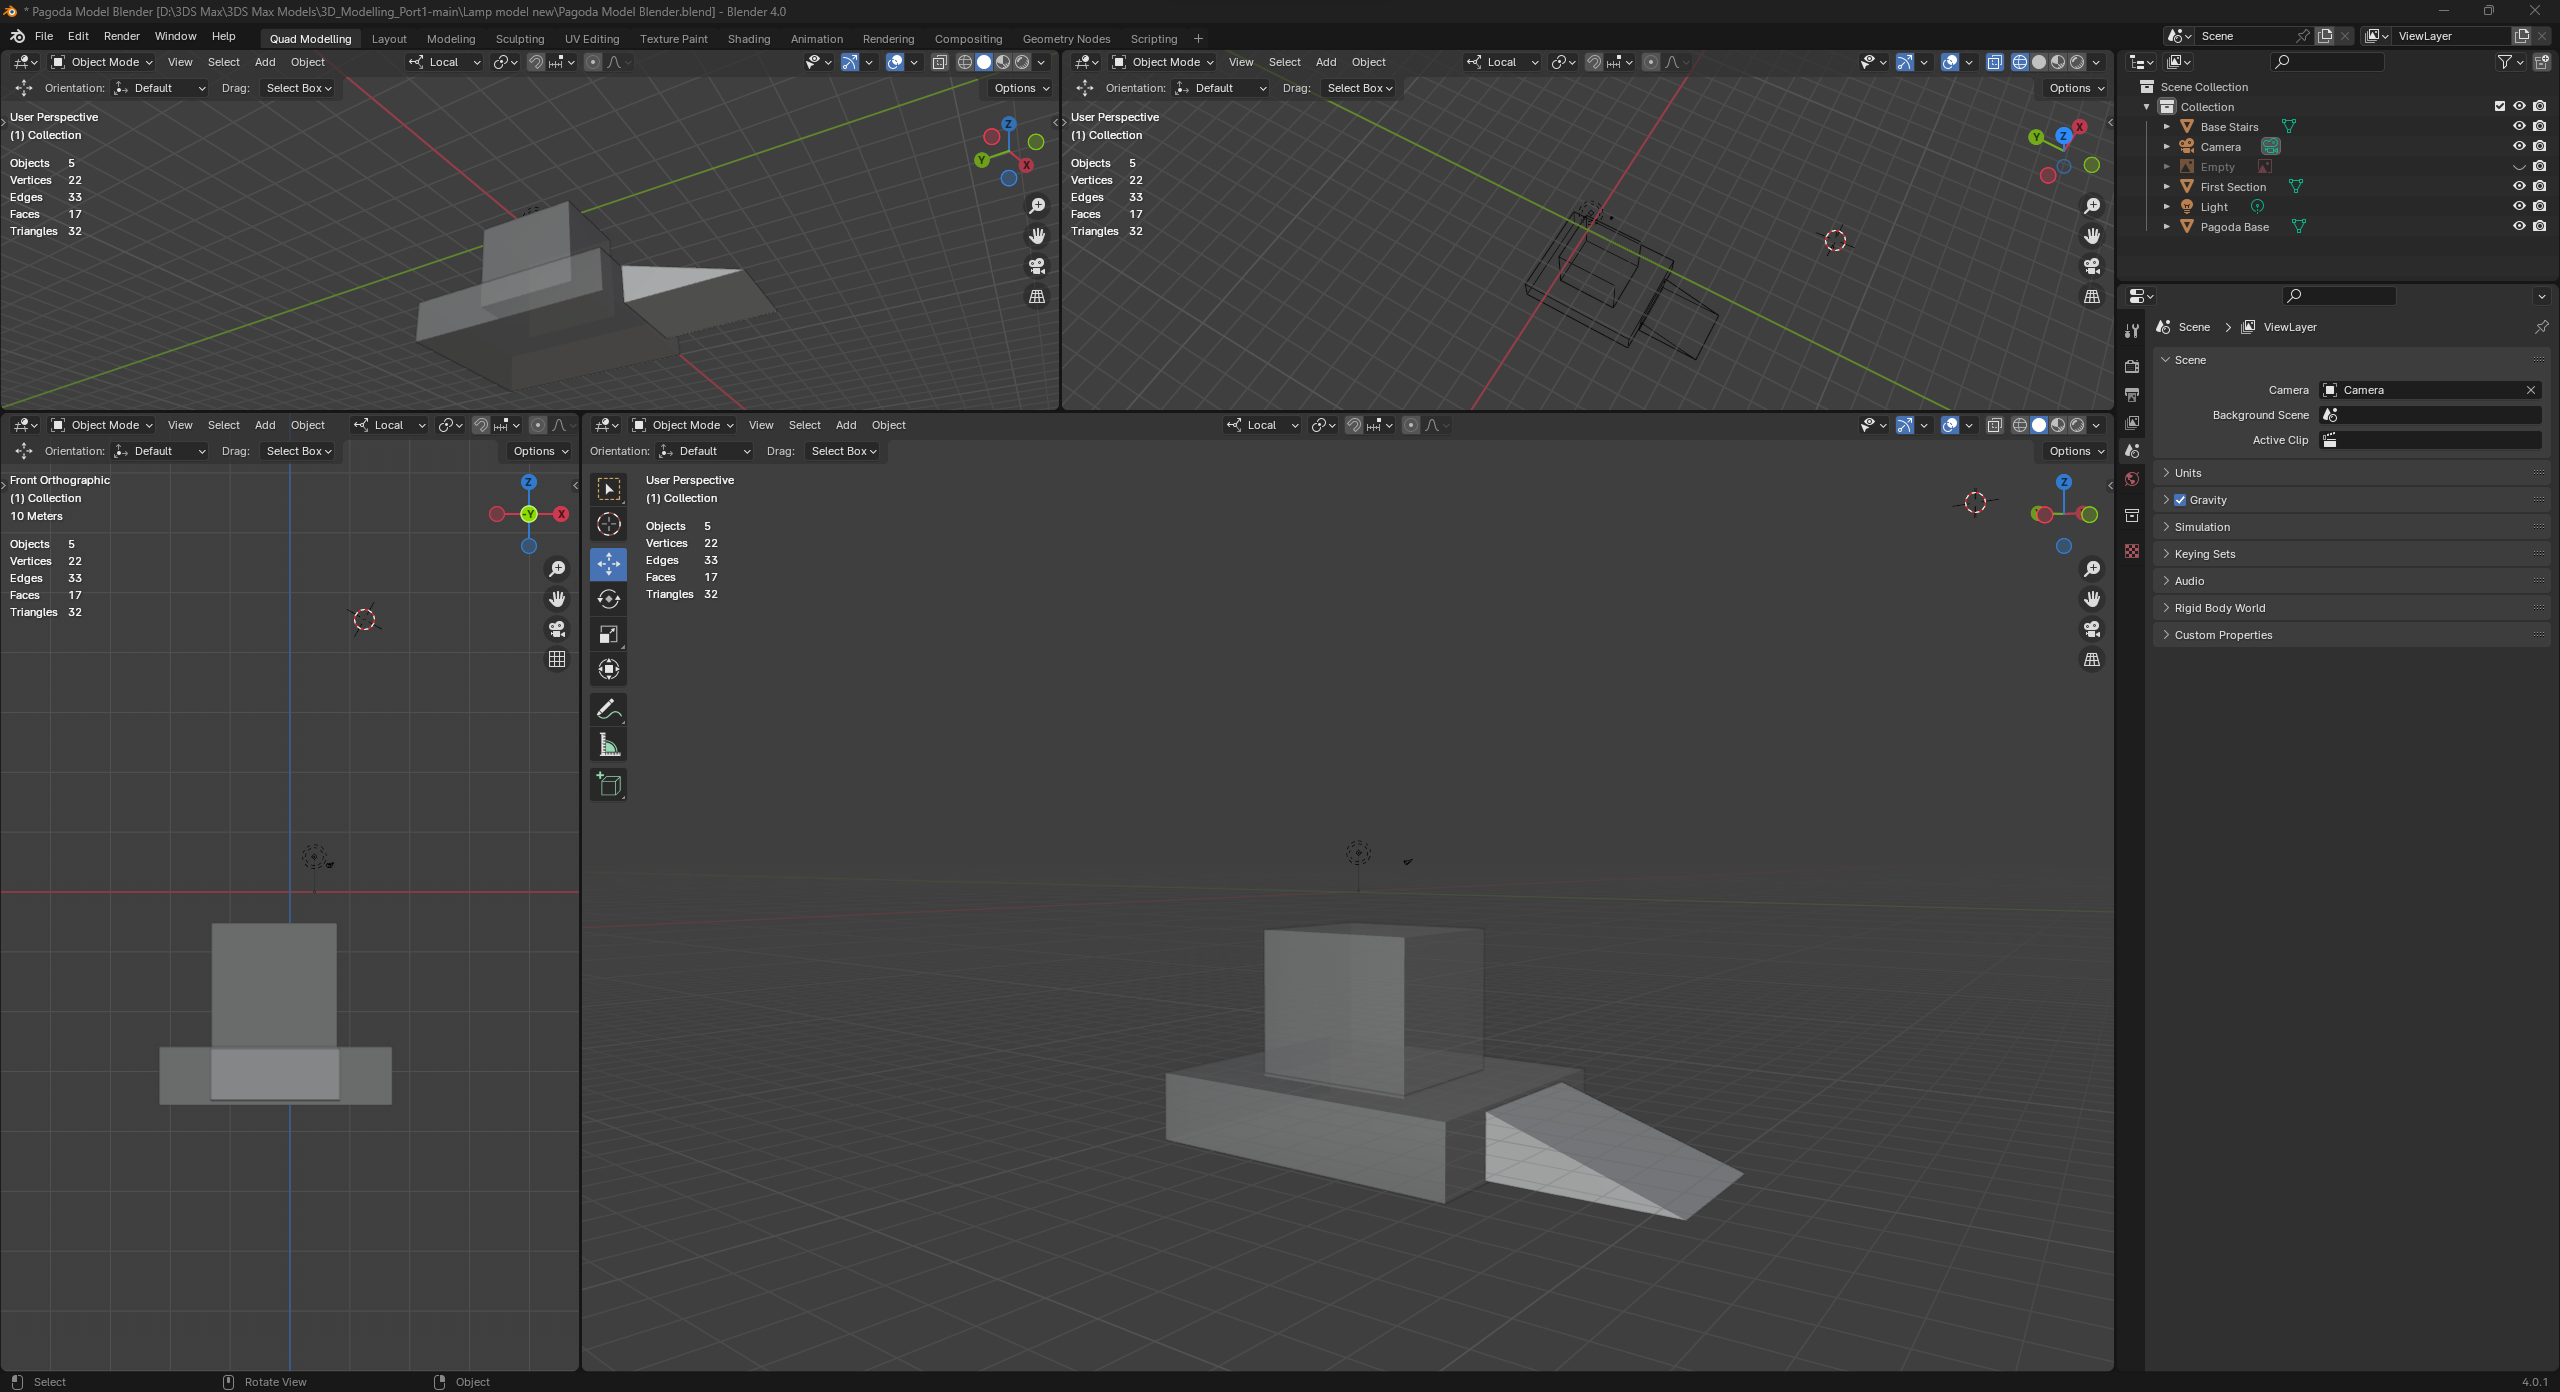 * Pagoda Model Blender [D:\3DS Max\3DS Max Models\3D_Modelling_Port1-main\Lamp model new\Pagoda Model Blender.blend] - Blender 4.0
File Edit Render Window Help Quad Modelling Layout Modeling Sculpting UV Editing Texture Paint Shading Animation Rendering Compositing Geometry Nodes Scripting + Scene ViewLayer
Object Mode View Select Add Object Local
Orientation: Default Drag: Select Box Options
User Perspective
(1) Collection
Objects 5
Vertices 22
Edges 33
Faces 17
Triangles 32
Z
Y
X
Object Mode View Select Add Object Local
Orientation: Default Drag: Select Box Options
User Perspective
(1) Collection
Objects 5
Vertices 22
Edges 33
Faces 17
Triangles 32
X
Y Z
Object Mode View Select Add Object Local
Orientation: Default Drag: Select Box Options
Front Orthographic
(1) Collection
10 Meters
Objects 5
Vertices 22
Edges 33
Faces 17
Triangles 32
Z
-Y X
Object Mode View Select Add Object Local
Orientation: Default Drag: Select Box Options
User Perspective
(1) Collection
Objects 5
Vertices 22
Edges 33
Faces 17
Triangles 32
Z
Scene Collection
Collection
Base Stairs
Camera
Empty
First Section
Light
Pagoda Base
Scene > ViewLayer
Scene
Camera Camera
Background Scene
Active Clip
Units
Gravity
Simulation
Keying Sets
Audio
Rigid Body World
Custom Properties
Select Rotate View Object 4.0.1